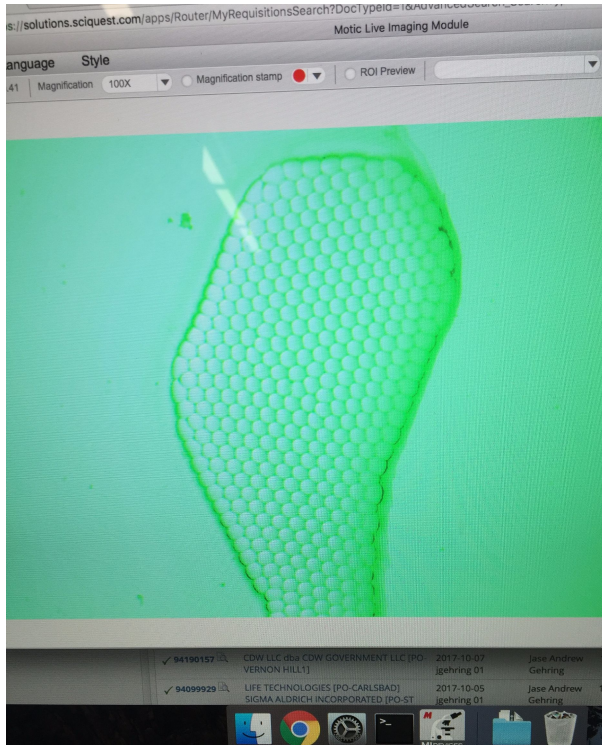 ps://solutions.sciquest.com/apps/Router/MyRequisitionsSearch?DocTypeId=1&AdvancedSearch_
Motic Live Imaging Module
anguage Style
.41 Magnification 100X Magnification stamp ROI Preview
94190157 CDW LLC dba CDW GOVERNMENT LLC [PO- 2017-10-07 Jase Andrew
VERNON HILL1] jgehring 01 Gehring
94099929 LIFE TECHNOLOGIES [PO-CARLSBAD] 2017-10-05 Jase Andrew 1
SIGMA ALDRICH INCORPORATED [PO-ST jgehring 01 Gehring
>_
M